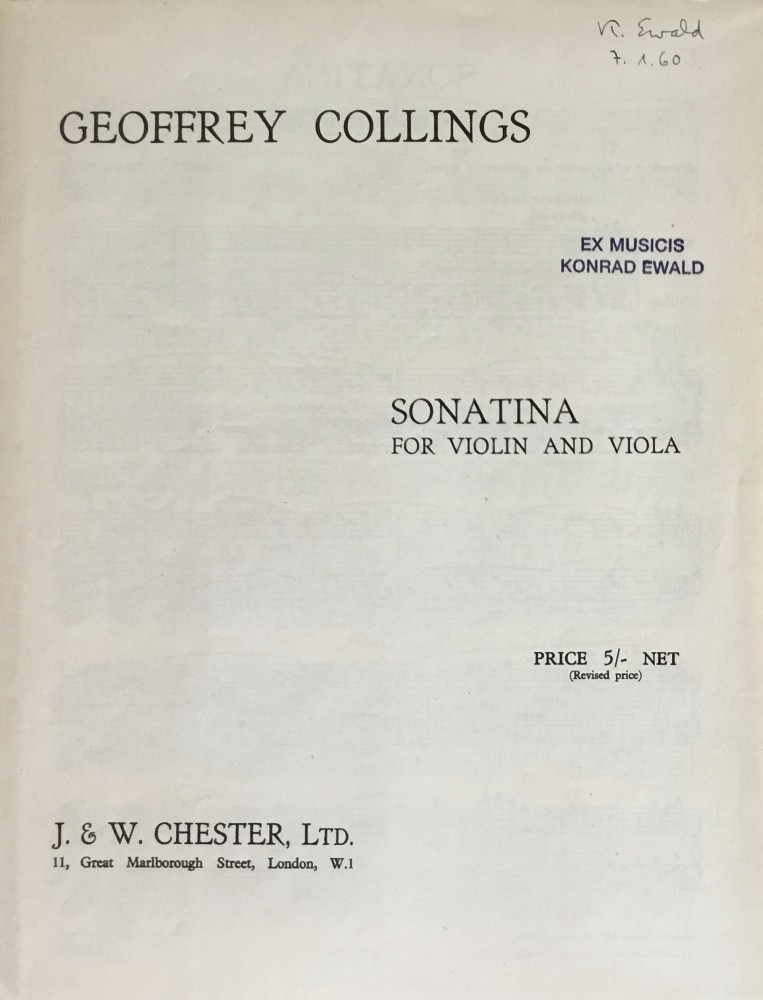 K. Ewald
7. 1. 60
GEOFFREY COLLINGS
EX MUSICIS
KONRAD EWALD
SONATINA
FOR VIOLIN AND VIOLA
PRICE 5/- NET
(Revised price)
J. & W. CHESTER, LTD.
11, Great Marlborough Street, London, W.1